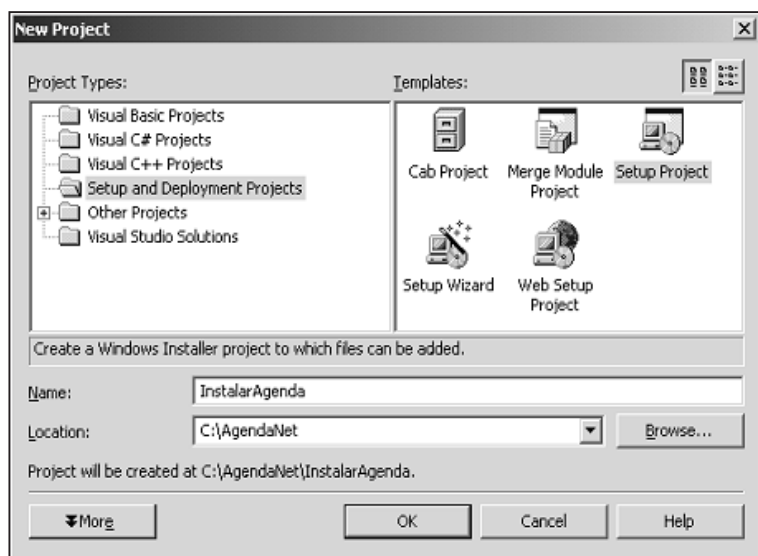 New Project
Project Types:
Templates:
Visual Basic Projects
Visual C# Projects
Visual C++ Projects
Setup and Deployment Projects
Other Projects
Visual Studio Solutions
Cab Project
Merge Module
Project
Setup Project
Setup Wizard
Web Setup
Project
Create a Windows Installer project to which files can be added.
Name:
InstalarAgenda
Location:
C:\AgendaNet
Browse...
Project will be created at C:\AgendaNet\InstalarAgenda.
More
OK
Cancel
Help